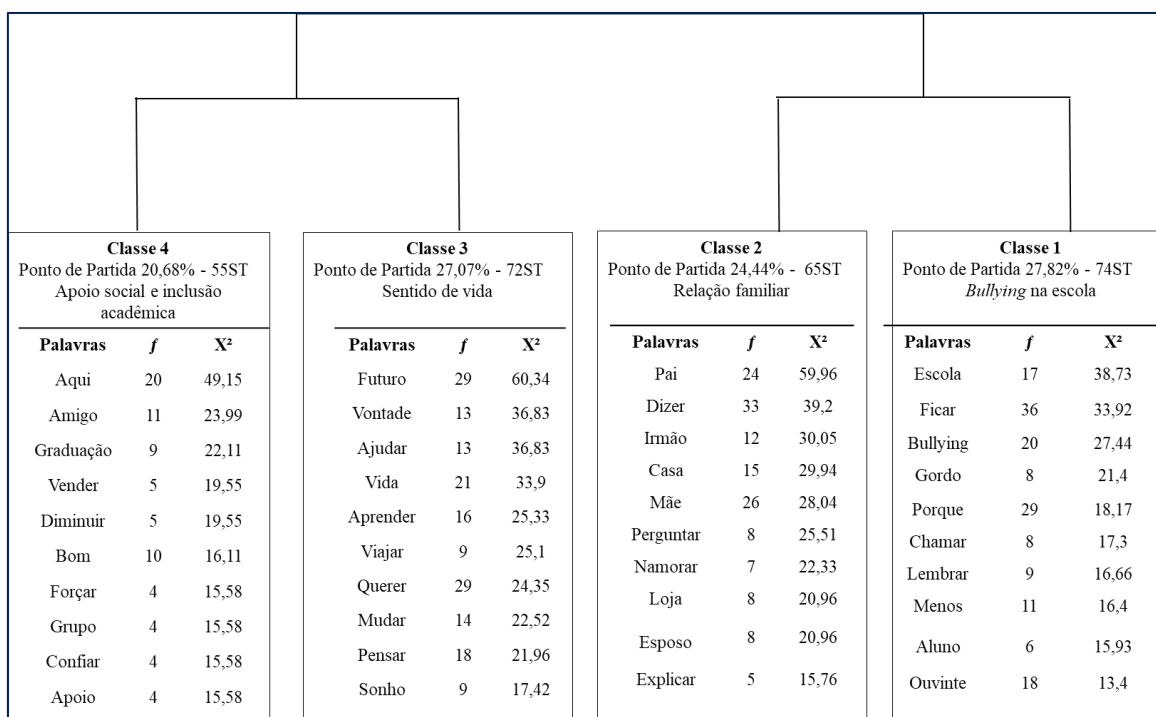 Classe 4
Ponto de Partida 20,68% - 55ST
Apoio social e inclusão
acadêmica
Palavras f X²
Aqui 20 49,15
Amigo 11 23,99
Graduação 9 22,11
Vender 5 19,55
Diminuir 5 19,55
Bom 10 16,11
Forçar 4 15,58
Grupo 4 15,58
Confiar 4 15,58
Apoio 4 15,58
Classe 3
Ponto de Partida 27,07% - 72ST
Sentido de vida
Palavras f X²
Futuro 29 60,34
Vontade 13 36,83
Ajudar 13 36,83
Vida 21 33,9
Aprender 16 25,33
Viajar 9 25,1
Querer 29 24,35
Mudar 14 22,52
Pensar 18 21,96
Sonho 9 17,42
Classe 2
Ponto de Partida 24,44% - 65ST
Relação familiar
Palavras f X²
Pai 24 59,96
Dizer 33 39,2
Irmão 12 30,05
Casa 15 29,94
Mãe 26 28,04
Perguntar 8 25,51
Namorar 7 22,33
Loja 8 20,96
Esposo 8 20,96
Explicar 5 15,76
Classe 1
Ponto de Partida 27,82% - 74ST
Bullying na escola
Palavras f X²
Escola 17 38,73
Ficar 36 33,92
Bullying 20 27,44
Gordo 8 21,4
Porque 29 18,17
Chamar 8 17,3
Lembrar 9 16,66
Menos 11 16,4
Aluno 6 15,93
Ouvinte 18 13,4